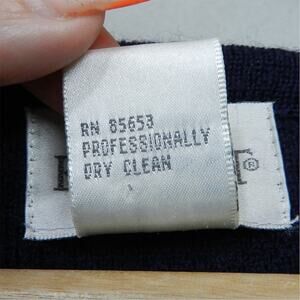 RN 85653
PROFESSIONALLY
DRY CLEAN
®